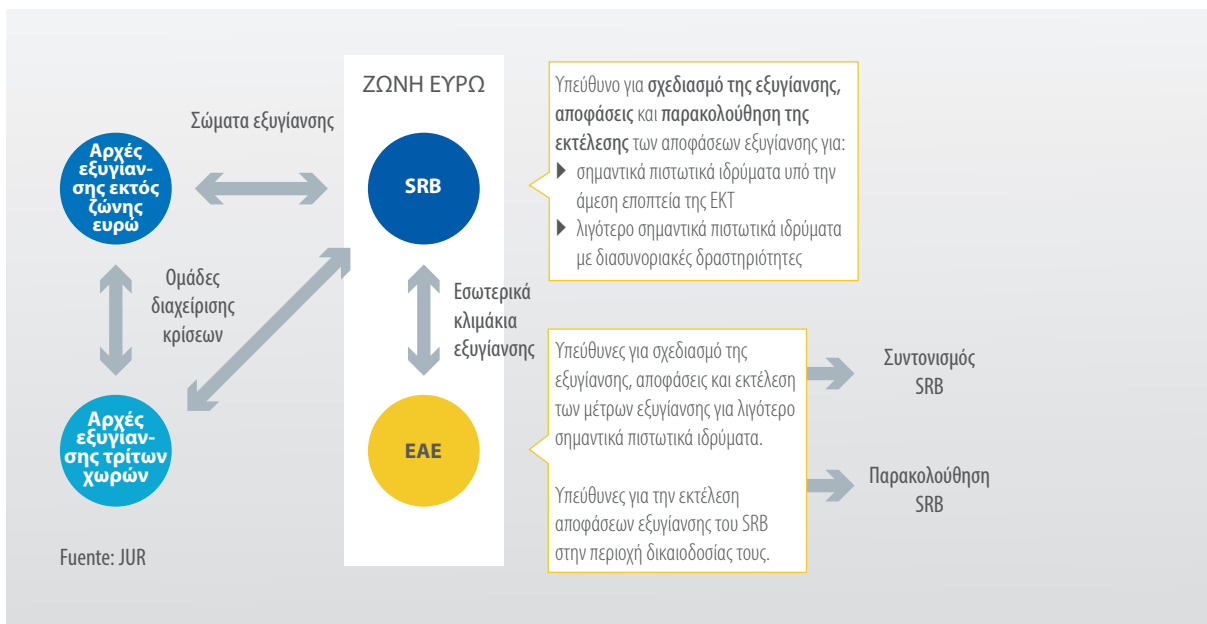 ΖΩΝΗ ΕΥΡΩ
Σώματα εξυγίανσης
Αρχές
εξυγίαν-
σης εκτός
ζώνης
ευρώ
SRB
Υπεύθυνο για σχεδιασμό της εξυγίανσης,
αποφάσεις και παρακολούθηση της
εκτέλεσης των αποφάσεων εξυγίανσης για:
σημαντικά πιστωτικά ιδρύματα υπό την
άμεση εποπτεία της ΕΚΤ
λιγότερο σημαντικά πιστωτικά ιδρύματα
με διασυνοριακές δραστηριότητες
Ομάδες
διαχείρισης
κρίσεων
Εσωτερικά
κλιμάκια
εξυγίανσης
Αρχές
εξυγίαν-
σης τρίτων
χωρών
ΕΑΕ
Υπεύθυνες για σχεδιασμό της
εξυγίανσης, αποφάσεις και εκτέλεση
των μέτρων εξυγίανσης για λιγότερο
σημαντικά πιστωτικά ιδρύματα.
Υπεύθυνες για την εκτέλεση
αποφάσεων εξυγίανσης του SRB
στην περιοχή δικαιοδοσίας τους.
Συντονισμός
SRB
Παρακολούθηση
SRB
Fuente: JUR